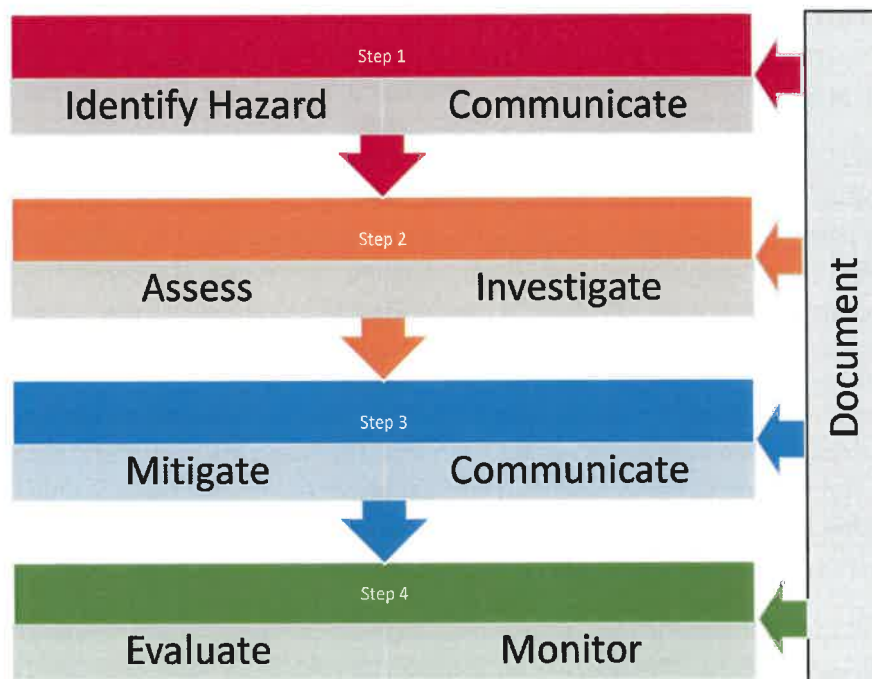 Step 1
Identify Hazard Communicate
Step 2
Assess Investigate
Step 3
Mitigate Communicate
Step 4
Evaluate Monitor
Document